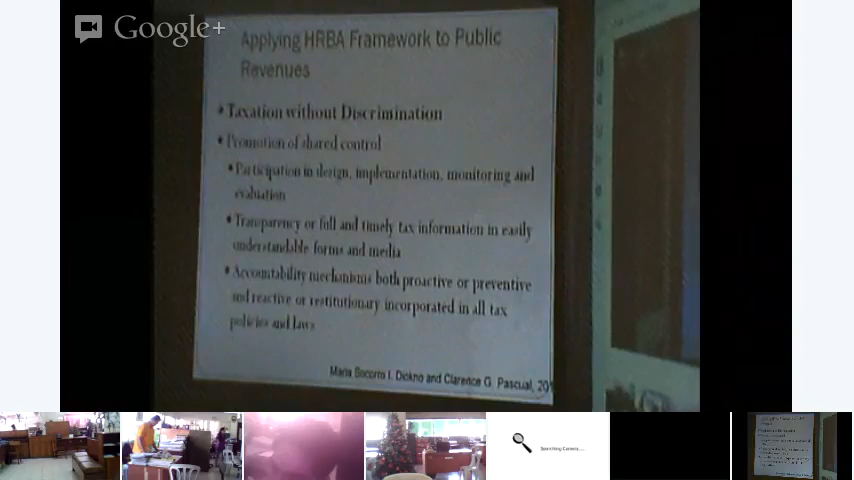 Google+
Applying HRBA Framework to Public
Revenues
Taxation without Discrimination
• Promotion of shared control
• Participation in design, implementation, monitoring and
evaluation
• Transparency or full and timely tax information in easily
understandable forms and media
• Accountability mechanisms both proactive or preventive
and reactive or restitutionary incorporated in all tax
policies and laws
Maria Socorro I. Diokno and Clarence G. Pascual, 20
Searching Camera....